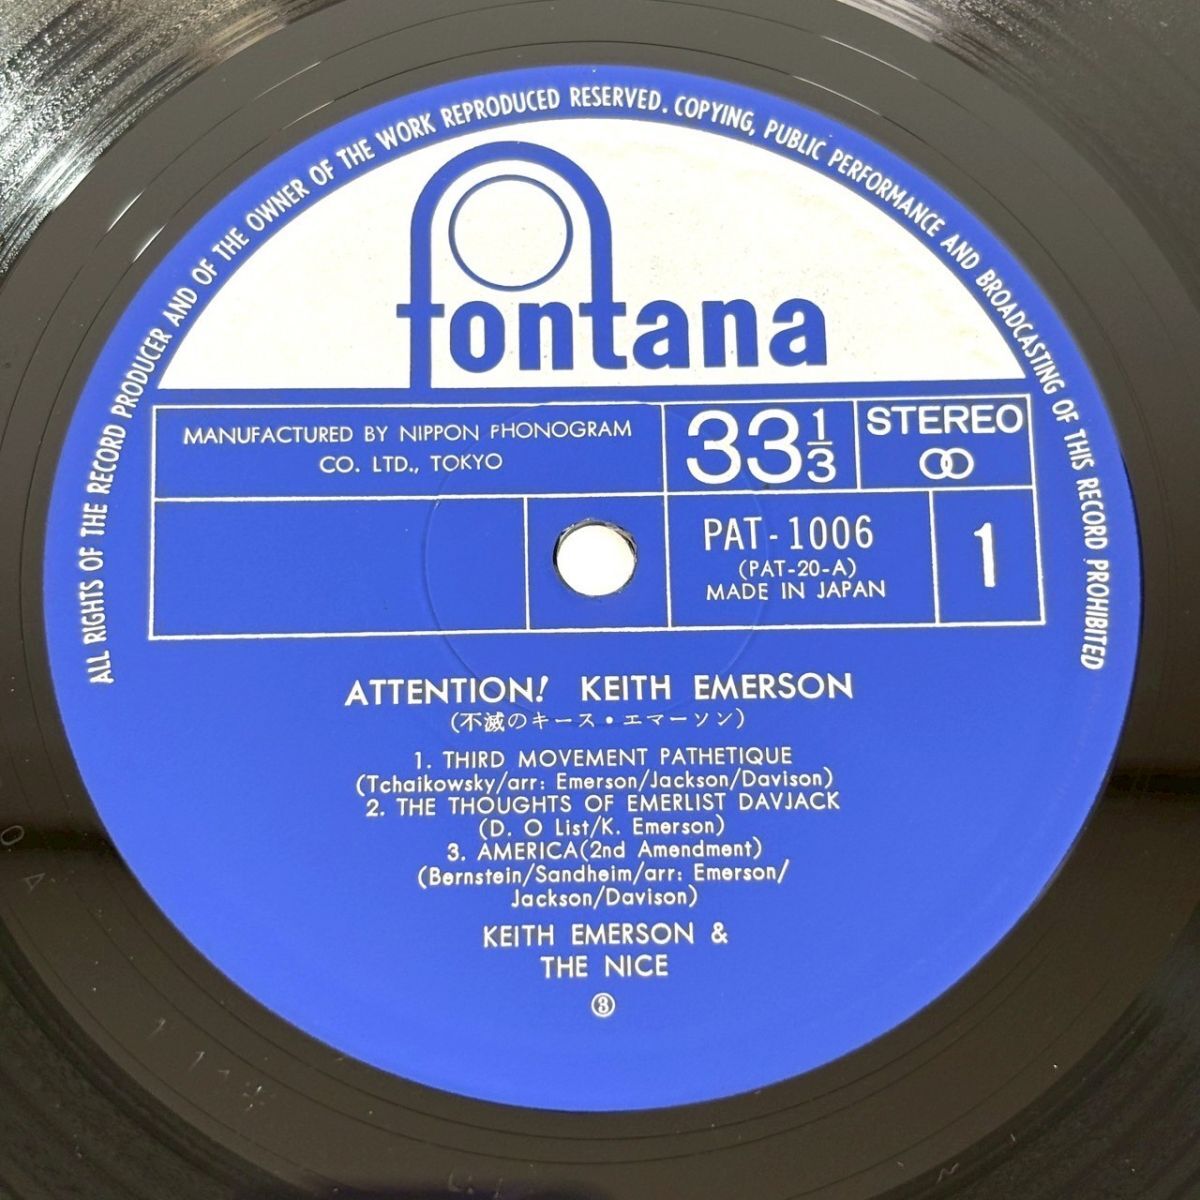 ALL RIGHTS OF THE RECORD PRODUCER AND OF THE OWNER OF THE WORK REPRODUCED RESERVED. COPYING, PUBLIC PERFORMANCE AND BROADCASTING OF THIS RECORD PROHIBITED
fontana
MANUFACTURED BY NIPPON PHONOGRAM
CO. LTD., TOKYO
33 1/3
STEREO
PAT-1006
(PAT-20-A)
MADE IN JAPAN
1
ATTENTION! KEITH EMERSON
(不滅のキース・エマーソン)
1. THIRD MOVEMENT PATHETIQUE
(Tchaikowsky/arr: Emerson/Jackson/Davison)
2. THE THOUGHTS OF EMERLIST DAVJACK
(D. O List/K. Emerson)
3. AMERICA(2nd Amendment)
(Bernstein/Sandheim/arr: Emerson/
Jackson/Davison)
KEITH EMERSON &
THE NICE
③